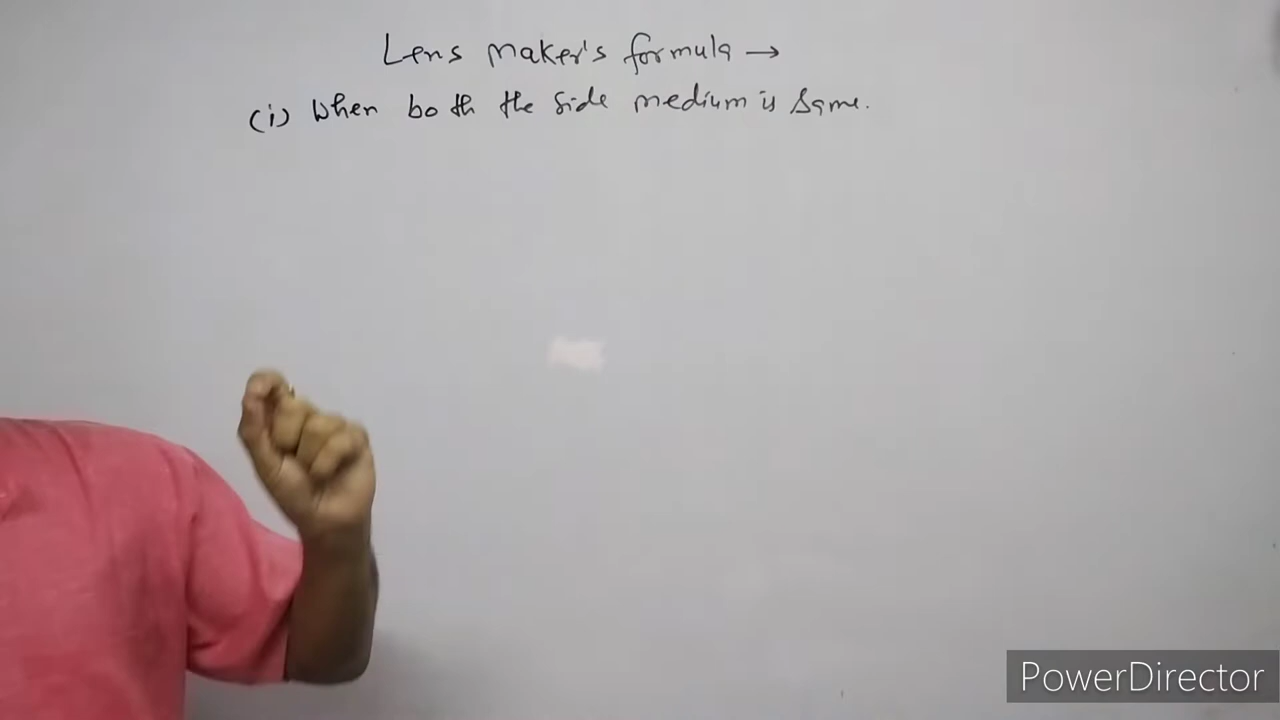 Lens maker's formula →
(i) When both the side medium is same.
PowerDirector